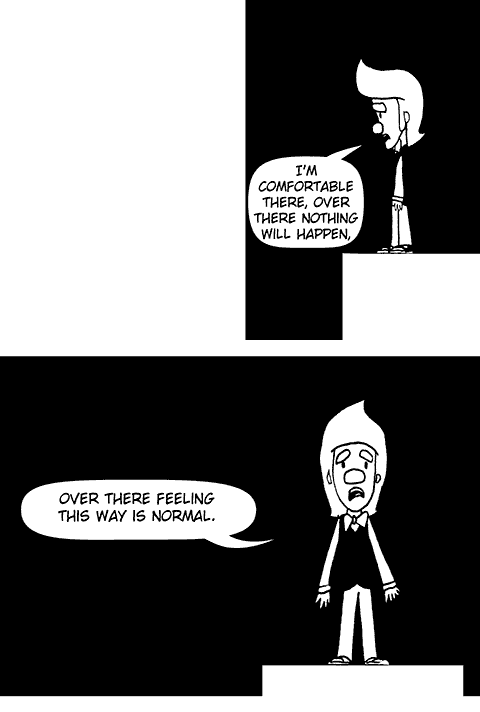 I'M
COMFORTABLE
THERE, OVER
THERE NOTHING
WILL HAPPEN,
OVER THERE FEELING
THIS WAY IS NORMAL.